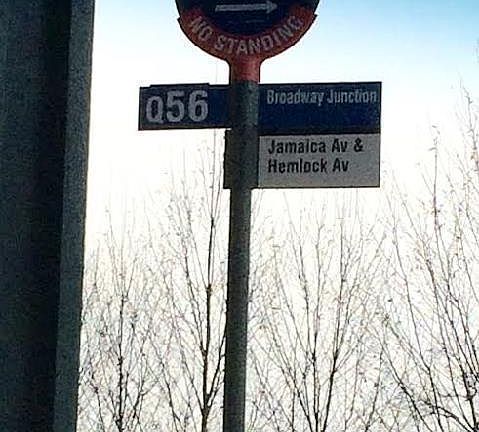 NO STANDING
Q56
Broadway Junction
Jamaica Av &
Hemlock Av